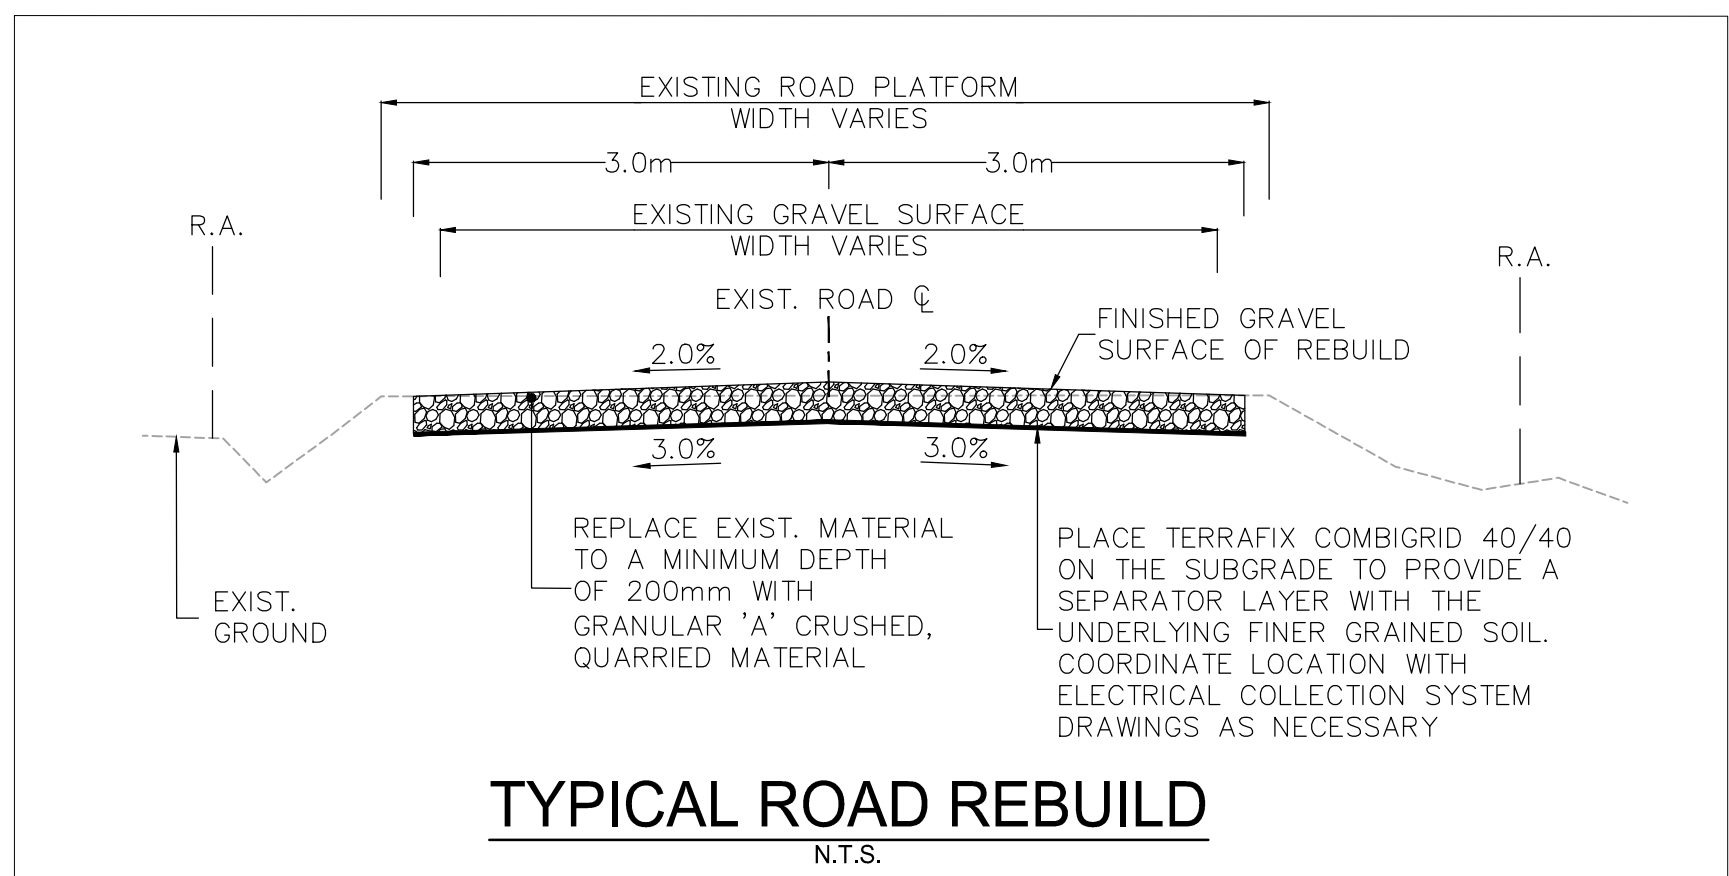 EXISTING ROAD PLATFORM
WIDTH VARIES
3.0m
3.0m
EXISTING GRAVEL SURFACE
WIDTH VARIES
R.A.
R.A.
EXIST. ROAD ℄
FINISHED GRAVEL
SURFACE OF REBUILD
2.0%
2.0%
3.0%
3.0%
EXIST.
GROUND
REPLACE EXIST. MATERIAL
TO A MINIMUM DEPTH
OF 200mm WITH
GRANULAR 'A' CRUSHED,
QUARRIED MATERIAL
PLACE TERRAFIX COMBIGRID 40/40
ON THE SUBGRADE TO PROVIDE A
SEPARATOR LAYER WITH THE
UNDERLYING FINER GRAINED SOIL.
COORDINATE LOCATION WITH
ELECTRICAL COLLECTION SYSTEM
DRAWINGS AS NECESSARY
TYPICAL ROAD REBUILD
N.T.S.